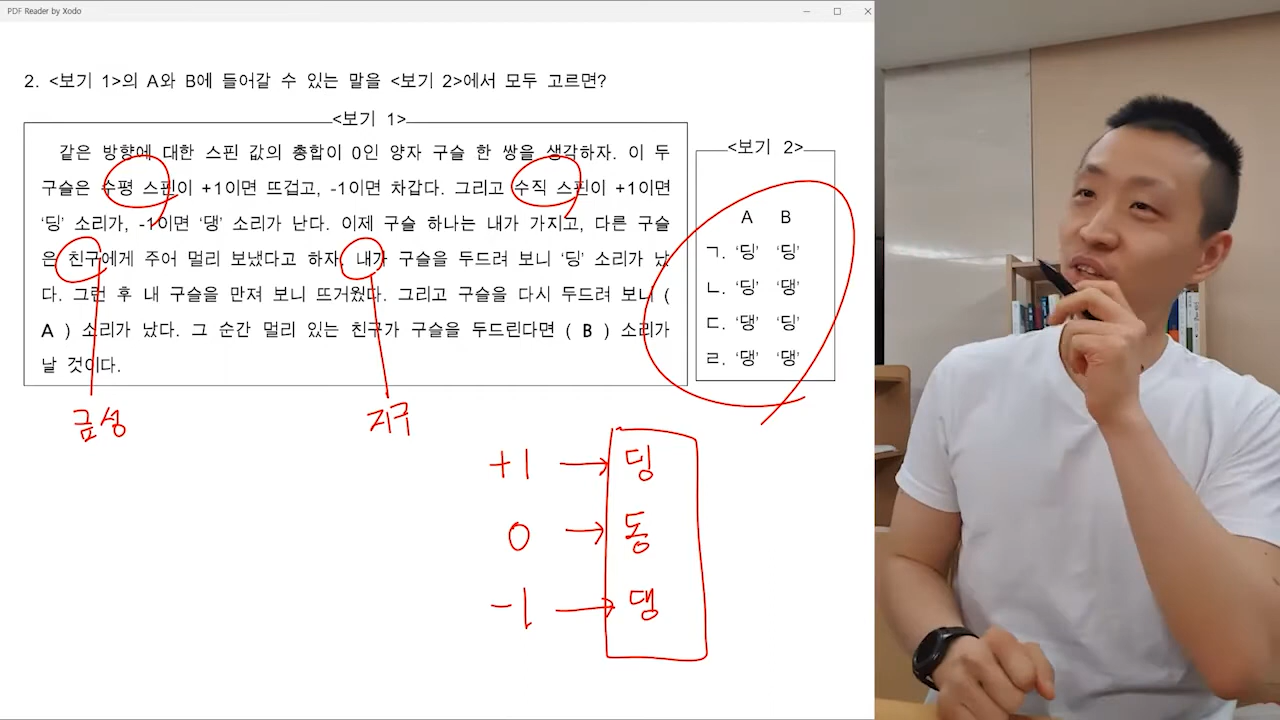 PDF Reader by Xodo
2. <보기 1>의 A와 B에 들어갈 수 있는 말을 <보기 2>에서 모두 고르면?
<보기 1>
같은 방향에 대한 스핀 값의 총합이 0인 양자 구슬 한 쌍을 생각하자. 이 두
구슬은 수평 스핀이 +1이면 뜨겁고, -1이면 차갑다. 그리고 수직 스핀이 +1이면
‘딩’ 소리가, -1이면 ‘댕’ 소리가 난다. 이제 구슬 하나는 내가 가지고, 다른 구슬
은 친구에게 주어 멀리 보냈다고 하자. 내가 구슬을 두드려 보니 ‘딩’ 소리가 났
다. 그런 후 내 구슬을 만져 보니 뜨거웠다. 그리고 구슬을 다시 두드려 보니 (
A ) 소리가 났다. 그 순간 멀리 있는 친구가 구슬을 두드린다면 ( B ) 소리가
날 것이다.
<보기 2>
A B
ㄱ. ‘딩’ ‘딩’
ㄴ. ‘딩’ ‘댕’
ㄷ. ‘댕’ ‘딩’
ㄹ. ‘댕’ ‘댕’
금성
지구
+1 → 딩
0 → 동
-1 → 댕